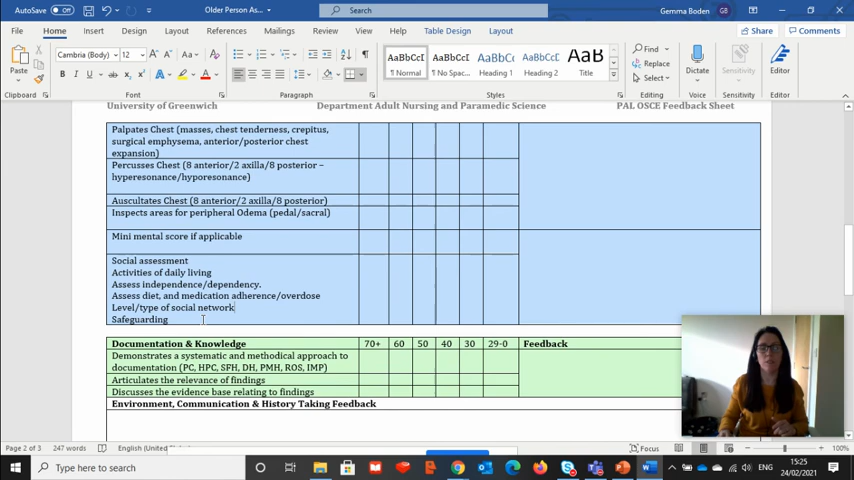 AutoSave Off
Older Person As...
Search
Gemma Boden GB
File Home Insert Draw Design Layout References Mailings Review View Help Table Design Layout
Share Comments
Paste
Cambria (Body) 12
AaBbCcI AaBbCcI AaBbC( AaBbCcD AaB
¶ Normal ¶ No Spac... Heading 1 Heading 2 Title
Find
Replace
Select
Dictate
Sensitivity
Editor
Clipboard Font Paragraph Styles Editing Voice Sensitivity Editor
University of Greenwich Department Adult Nursing and Paramedic Science PAL OSCE Feedback Sheet
Palpates Chest (masses, chest tenderness, crepitus,
surgical emphysema, anterior/posterior chest
expansion)
Percusses Chest (8 anterior/2 axilla/8 posterior –
hyperesonance/hyporesonance)
Auscultates Chest (8 anterior/2 axilla/8 posterior)
Inspects areas for peripheral Odema (pedal/sacral)
Mini mental score if applicable
Social assessment
Activities of daily living
Assess independence/dependency.
Assess diet, and medication adherence/overdose
Level/type of social network
Safeguarding
Documentation & Knowledge 70+ 60 50 40 30 29-0 Feedback
Demonstrates a systematic and methodical approach to
documentation (PC, HPC, SFH, DH, PMH, ROS, IMP)
Articulates the relevance of findings
Discusses the evidence base relating to findings
Environment, Communication & History Taking Feedback
Page 2 of 3 247 words English (United
Focus 100%
Type here to search
ENG
15:25
24/02/2021